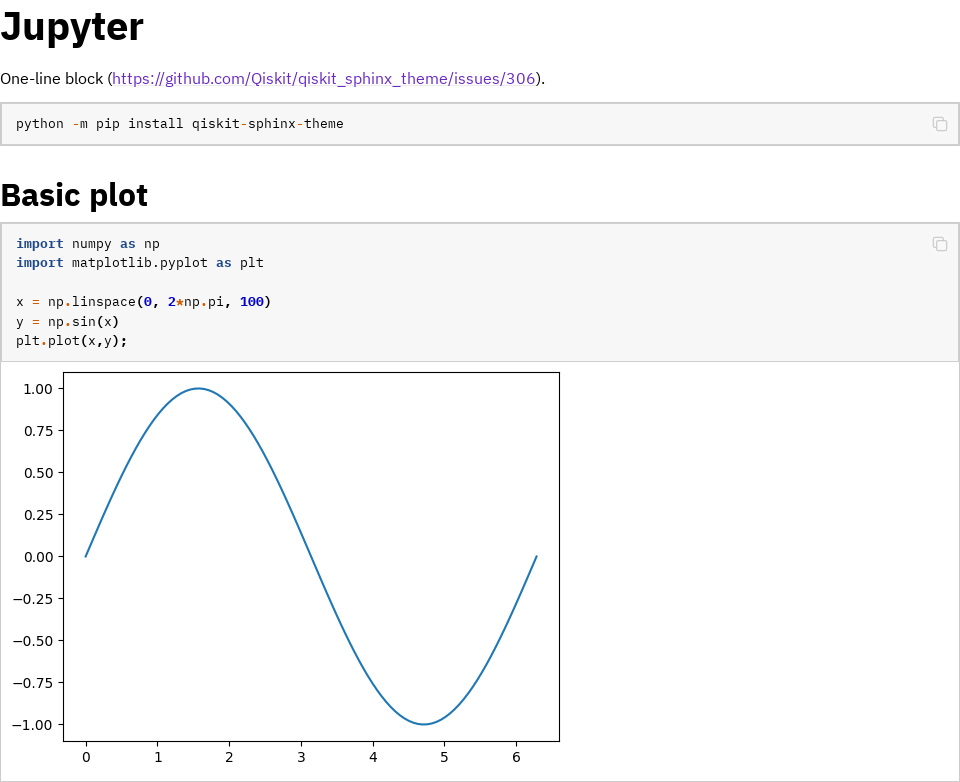 Jupyter
One-line block (https://github.com/Qiskit/qiskit_sphinx_theme/issues/306).
python -m pip install qiskit-sphinx-theme
Basic plot
import numpy as np
import matplotlib.pyplot as plt
x = np.linspace(0, 2*np.pi, 100)
y = np.sin(x)
plt.plot(x,y);
1.00
0.75
0.50
0.25
0.00
−0.25
−0.50
−0.75
−1.00
0 1 2 3 4 5 6